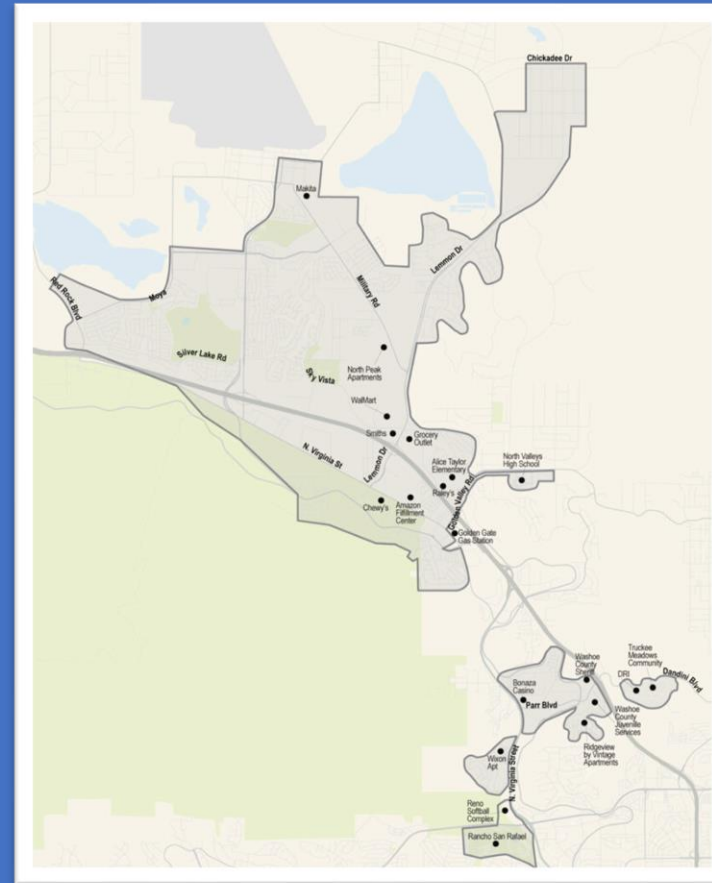 Chickadee Dr
Makita
Lemmon Dr
Red Rock Blvd
Moya
Military Rd
Silver Lake Rd
Sky Vista
North Peak
Apartments
WalMart
Smiths
Grocery
Outlet
N. Virginia St
Lemmon Dr
Alice Taylor
Elementary
North Valleys
High School
Raley's
Chewy's
Amazon
Filfillment
Center
Golden Valley Rd
Golden Gate
Gas Station
Washoe
County
Sheriff
Truckee
Meadows
Community
DRI
Dandini Blvd
Bonaza
Casino
Parr Blvd
Washoe
County
Juvenille
Services
Ridgeview
by Vintage
Apartments
Wixon
Apt
N. Virginia Street
Reno
Softball
Complex
Rancho San Rafael